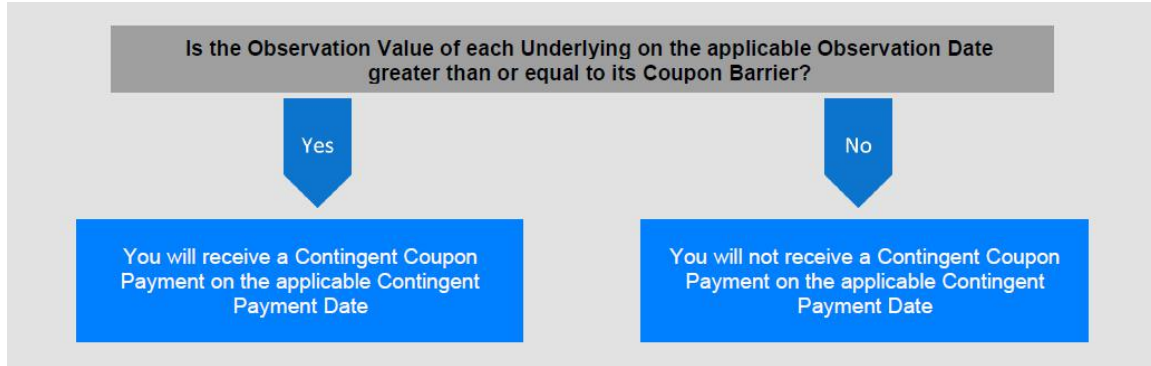 Is the Observation Value of each Underlying on the applicable Observation Date
greater than or equal to its Coupon Barrier?
Yes
No
You will receive a Contingent Coupon
Payment on the applicable Contingent
Payment Date
You will not receive a Contingent Coupon
Payment on the applicable Contingent
Payment Date